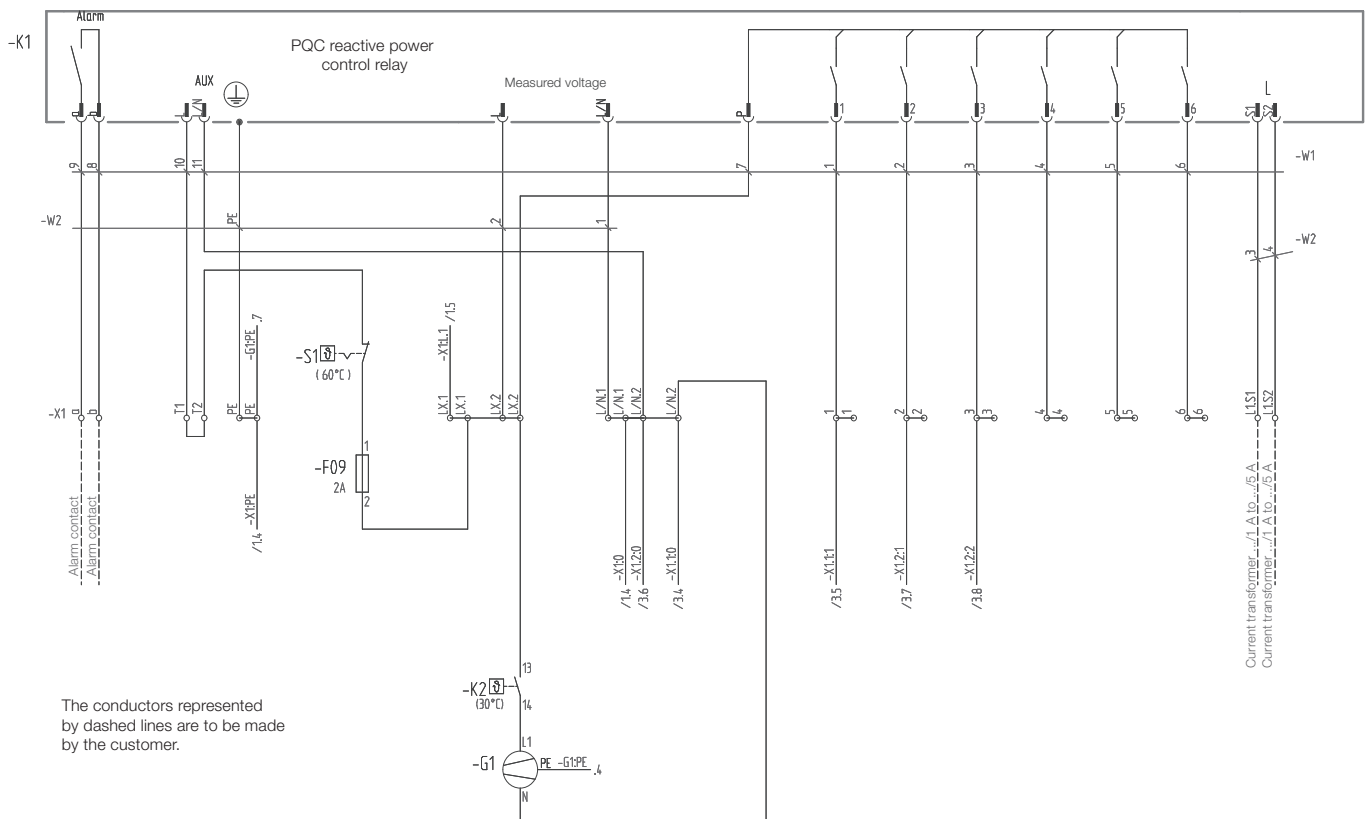 Alarm
-K1
PQC reactive power
control relay
AUX
Measured voltage
L
a
b
L
L/N
L
L/N
P
1
2
3
4
5
6
S1
S2
9
8
10
11
7
1
2
3
4
5
6
-W1
-W2
PE
2
1
3
4
-W2
-G1:PE
.7
-S1
(60°C)
-X1:L.1
/1.5
-X1
a
b
T1
T2
PE
PE
LX.1
LX.1
LX.2
LX.2
L/N.1
L/N.1
L/N.2
L/N.2
1
1
2
2
3
3
4
4
5
5
6
6
L1.S1
L1.S2
-F09
2A
1
2
Alarm contact
Alarm contact
-X1:PE
/1.4
-X1:0
/1.4
-X1.2:0
/3.6
-X1.1:0
/3.4
-X1.1:1
/3.5
-X1.2:1
/3.7
-X1.2:2
/3.8
Current transformer .../1 A to .../5 A
Current transformer .../1 A to .../5 A
-K2
(30°C)
13
14
The conductors represented
by dashed lines are to be made
by the customer.
-G1
L1
PE
-G1:PE
.4
N